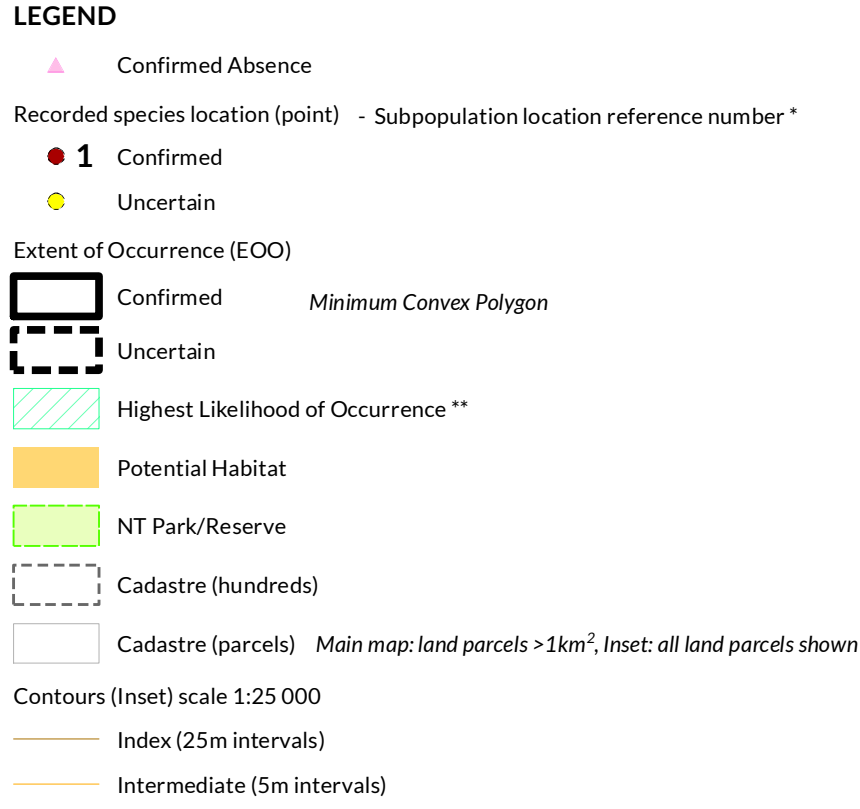 LEGEND
Confirmed Absence
Recorded species location (point) - Subpopulation location reference number *
1 Confirmed
Uncertain
Extent of Occurrence (EOO)
Confirmed Minimum Convex Polygon
Uncertain
Highest Likelihood of Occurrence **
Potential Habitat
NT Park/Reserve
Cadastre (hundreds)
Cadastre (parcels) Main map: land parcels >1km², Inset: all land parcels shown
Contours (Inset) scale 1:25 000
Index (25m intervals)
Intermediate (5m intervals)